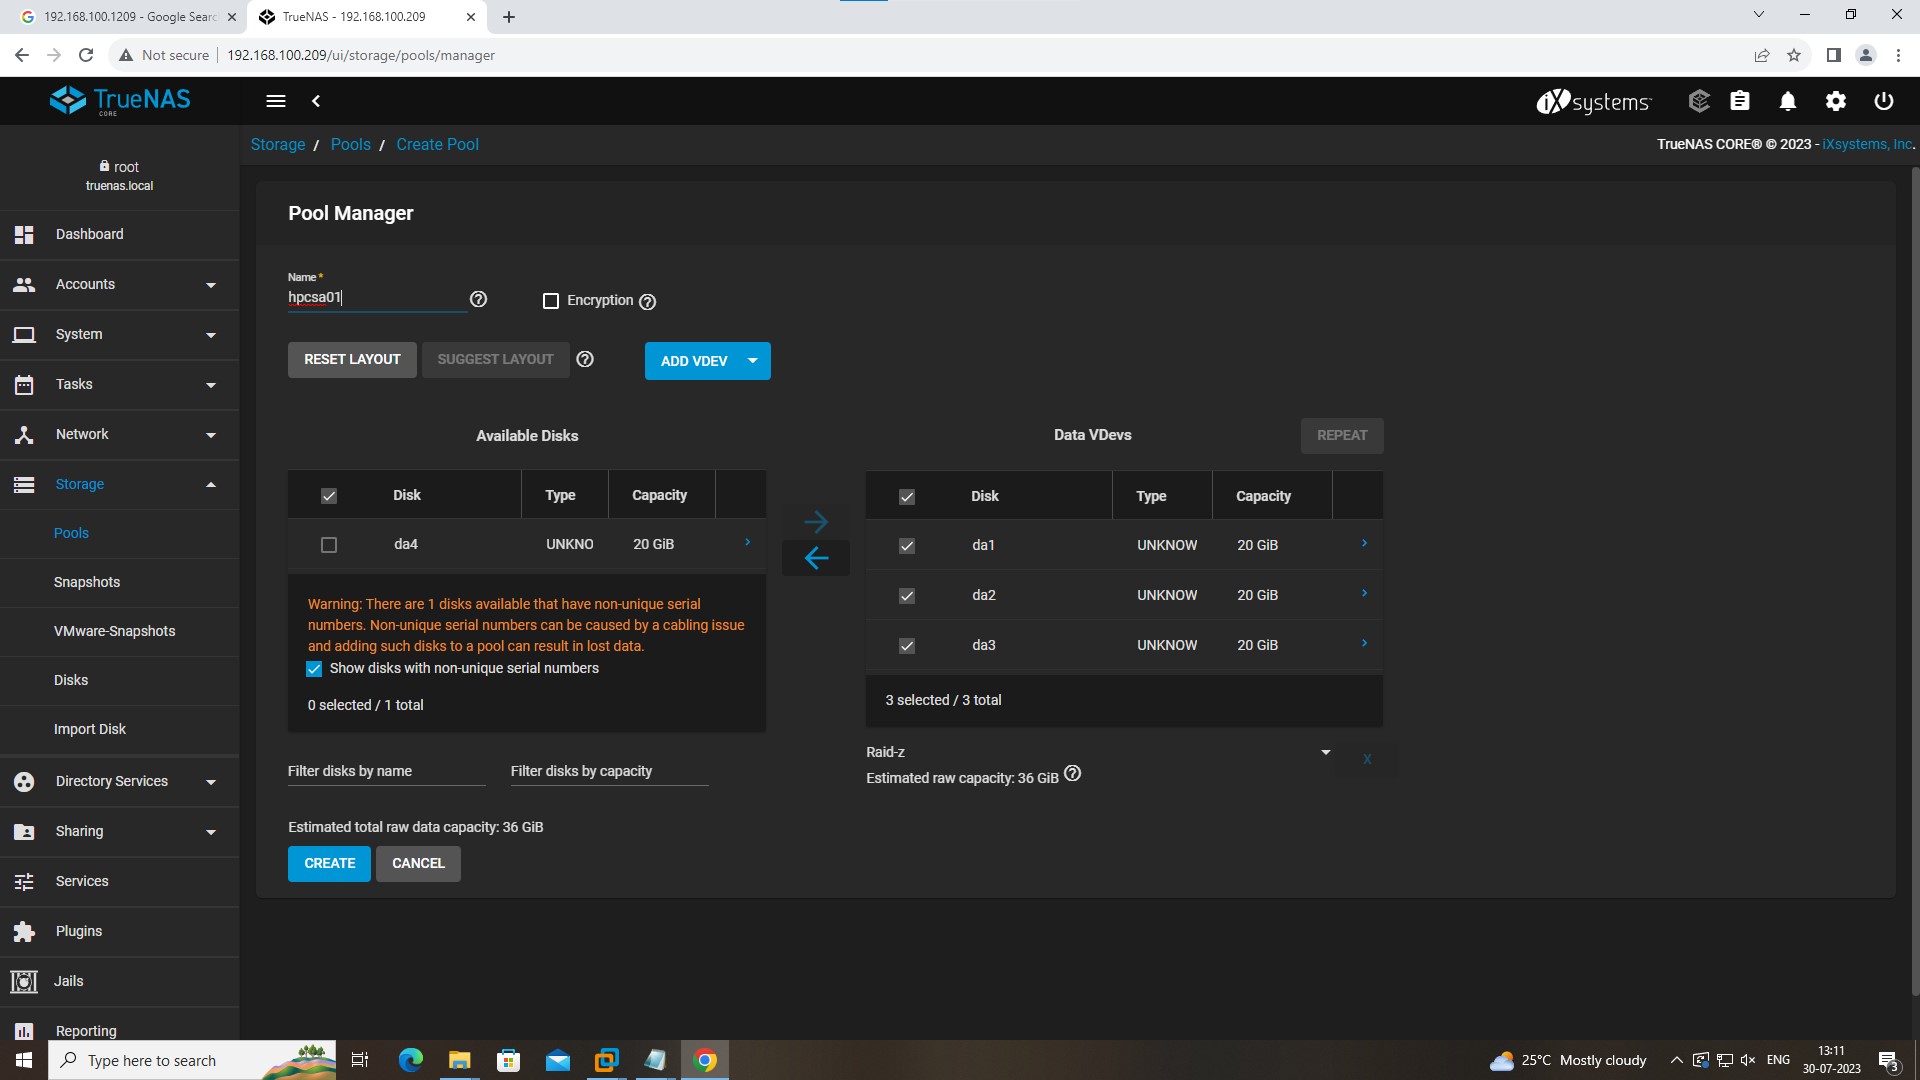 192.168.100.1209 - Google Searc
TrueNAS - 192.168.100.209
Not secure
192.168.100.209/ui/storage/pools/manager
TrueNAS
CORE
iXsystems
Storage / Pools / Create Pool
TrueNAS CORE® © 2023 - iXsystems, Inc.
root
truenas.local
Dashboard
Accounts
System
Tasks
Network
Storage
Pools
Snapshots
VMware-Snapshots
Disks
Import Disk
Directory Services
Sharing
Services
Plugins
Jails
Reporting
Pool Manager
Name *
hpcsa01
Encryption
RESET LAYOUT
SUGGEST LAYOUT
ADD VDEV
Available Disks
Disk Type Capacity
da4 UNKNO 20 GiB
Warning: There are 1 disks available that have non-unique serial
numbers. Non-unique serial numbers can be caused by a cabling issue
and adding such disks to a pool can result in lost data.
Show disks with non-unique serial numbers
0 selected / 1 total
Filter disks by name
Filter disks by capacity
Data VDevs
REPEAT
Disk Type Capacity
da1 UNKNOW 20 GiB
da2 UNKNOW 20 GiB
da3 UNKNOW 20 GiB
3 selected / 3 total
Raid-z
X
Estimated raw capacity: 36 GiB
Estimated total raw data capacity: 36 GiB
CREATE
CANCEL
Type here to search
25°C Mostly cloudy
ENG
13:11
30-07-2023
3